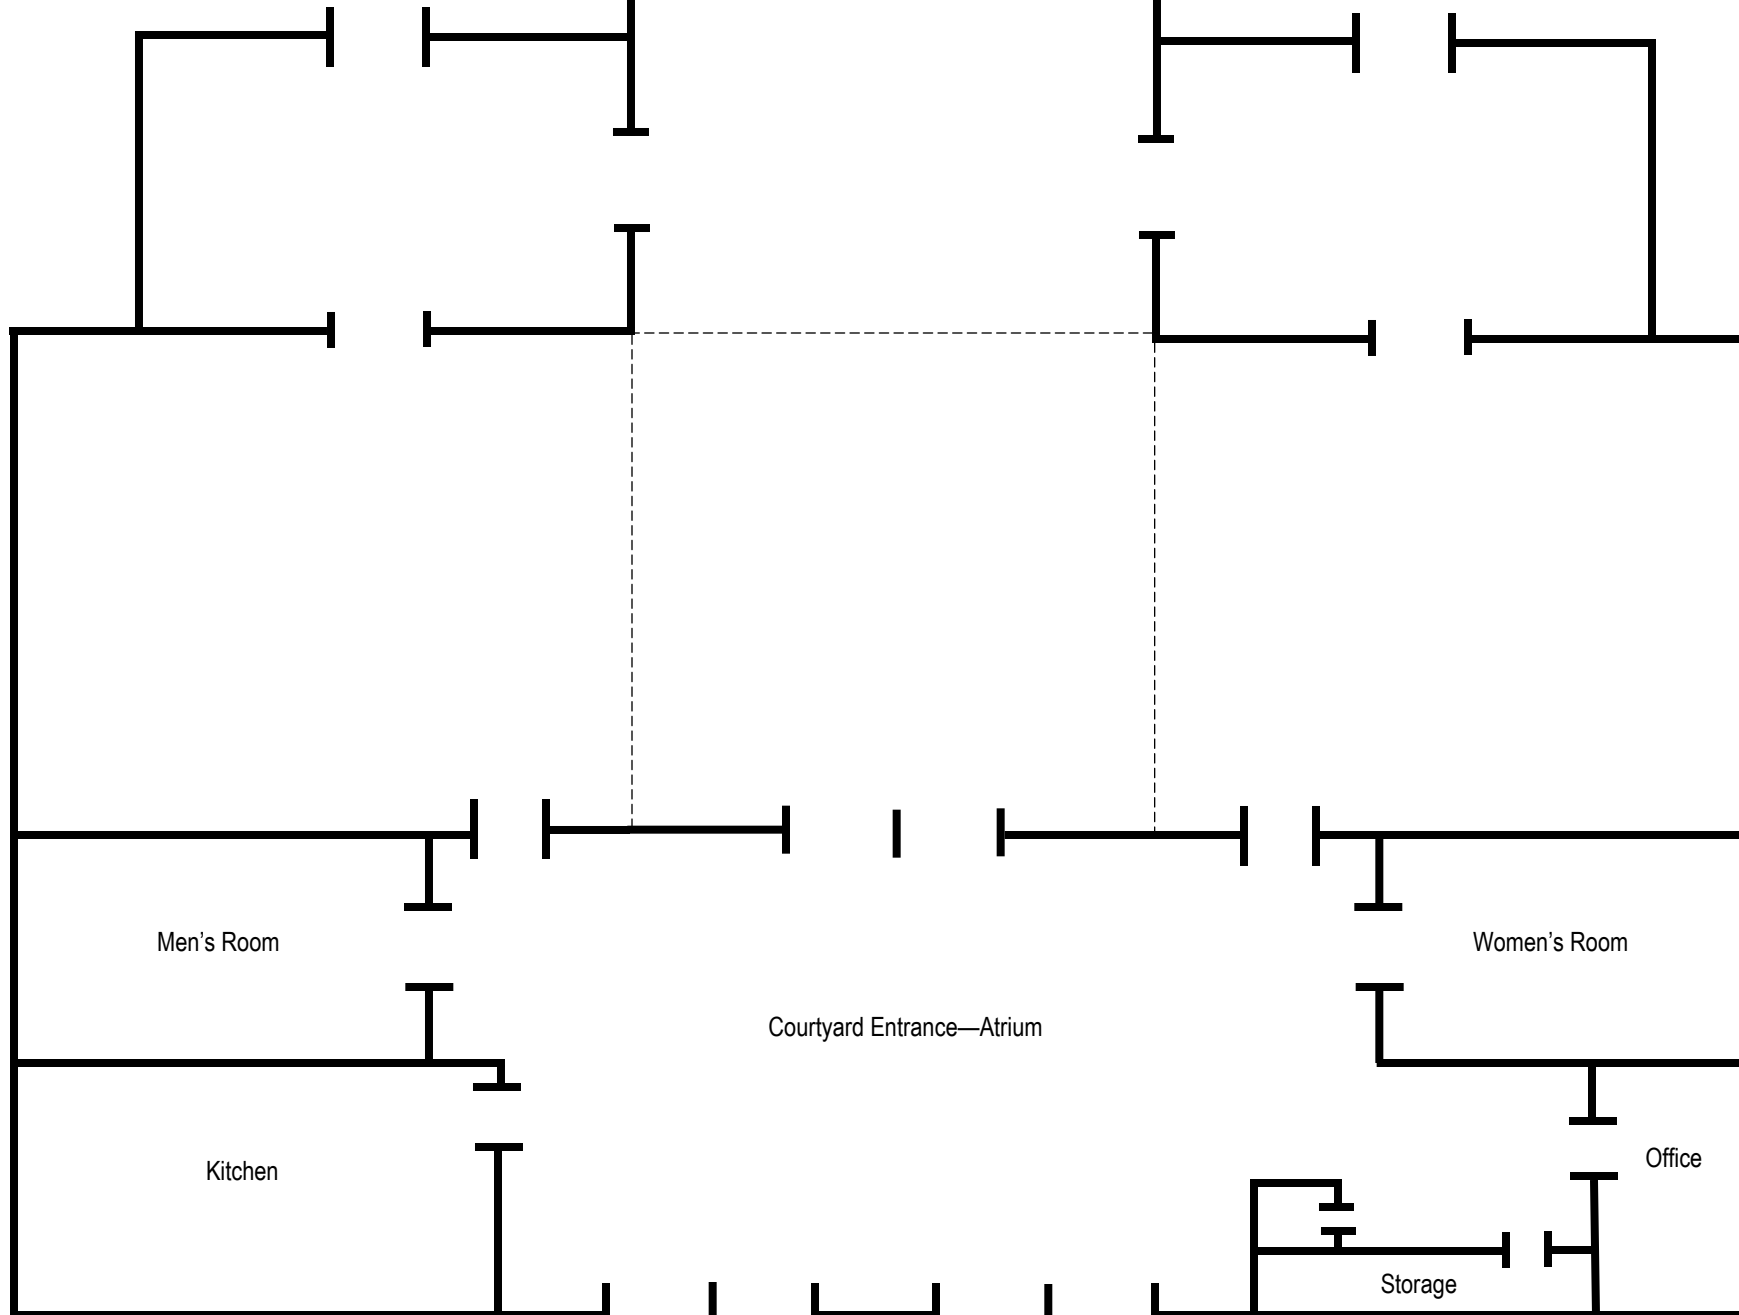 Men’s Room
Women’s Room
Courtyard Entrance—Atrium
Kitchen
Office
Storage